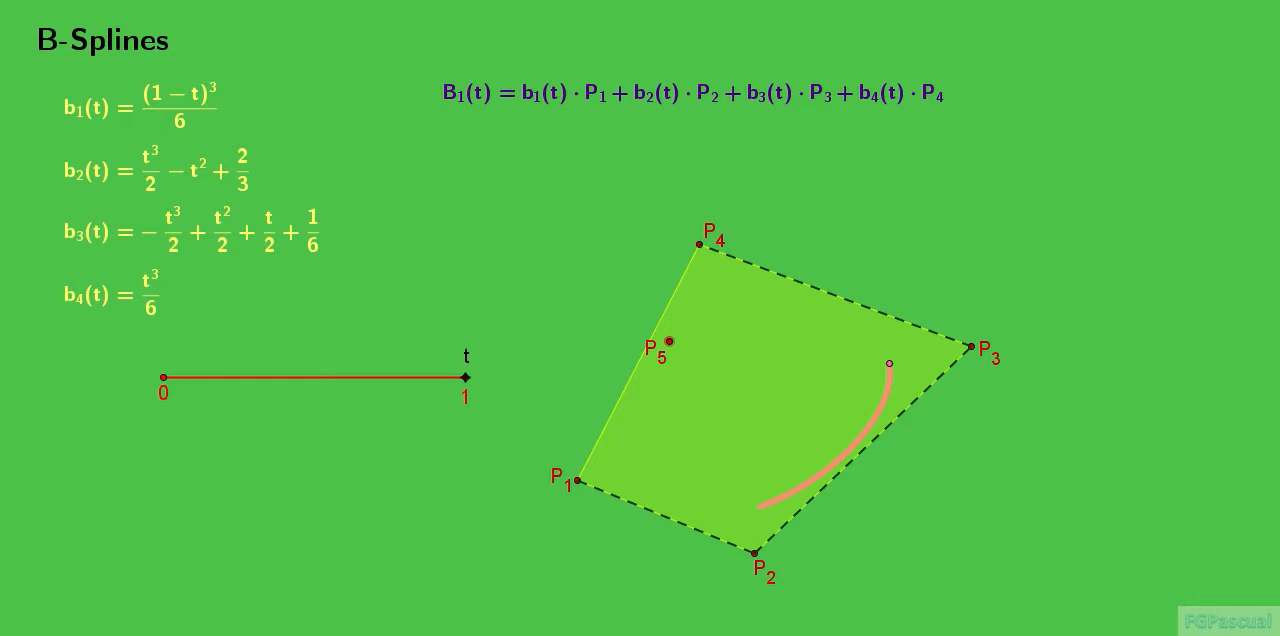 B-Splines
b₁(t) = (1 − t)³ / 6
B₁(t) = b₁(t) · P₁ + b₂(t) · P₂ + b₃(t) · P₃ + b₄(t) · P₄
b₂(t) = t³/2 − t² + 2/3
b₃(t) = − t³/2 + t²/2 + t/2 + 1/6
b₄(t) = t³/6
P₄
P₅
P₃
t
0
1
P₁
P₂
FGPascual